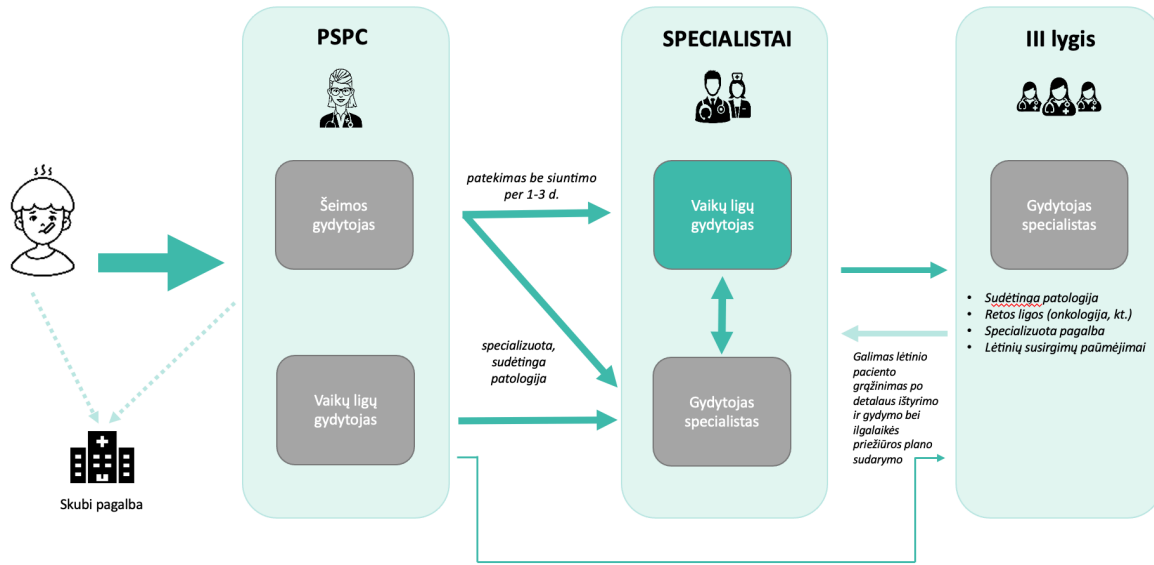 PSPC
Šeimos
gydytojas
Vaikų ligų
gydytojas
Skubi pagalba
patekimas be siuntimo
per 1-3 d.
specializuota,
sudėtinga
patologija
SPECIALISTAI
Vaikų ligų
gydytojas
Gydytojas
specialistas
III lygis
Gydytojas
specialistas
• Sudėtinga patologija
• Retos ligos (onkologija, kt.)
• Specializuota pagalba
• Lėtinių susirgimų paūmėjimai
Galimas lėtinio
paciento
grąžinimas po
detalaus ištyrimo
ir gydymo bei
ilgalaikės
priežiūros plano
sudarymo